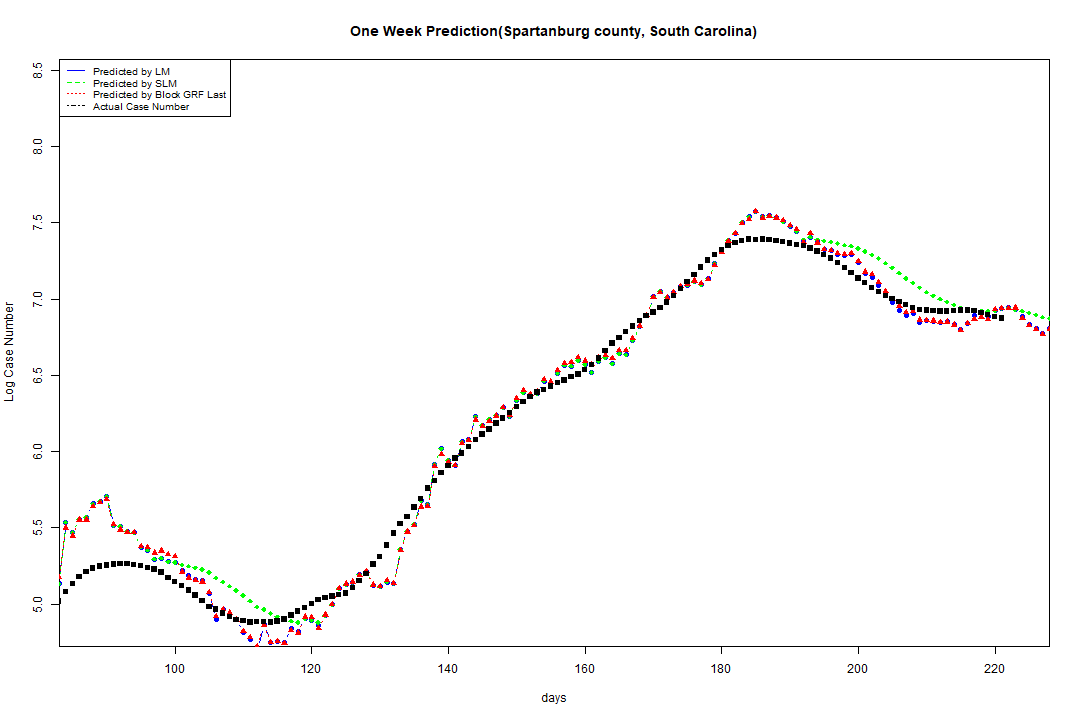 One Week Prediction(Spartanburg county, South Carolina)
Predicted by LM
Predicted by SLM
Predicted by Block GRF Last
Actual Case Number
8.5
8.0
7.5
7.0
6.5
6.0
5.5
5.0
Log Case Number
100 120 140 160 180 200 220
days